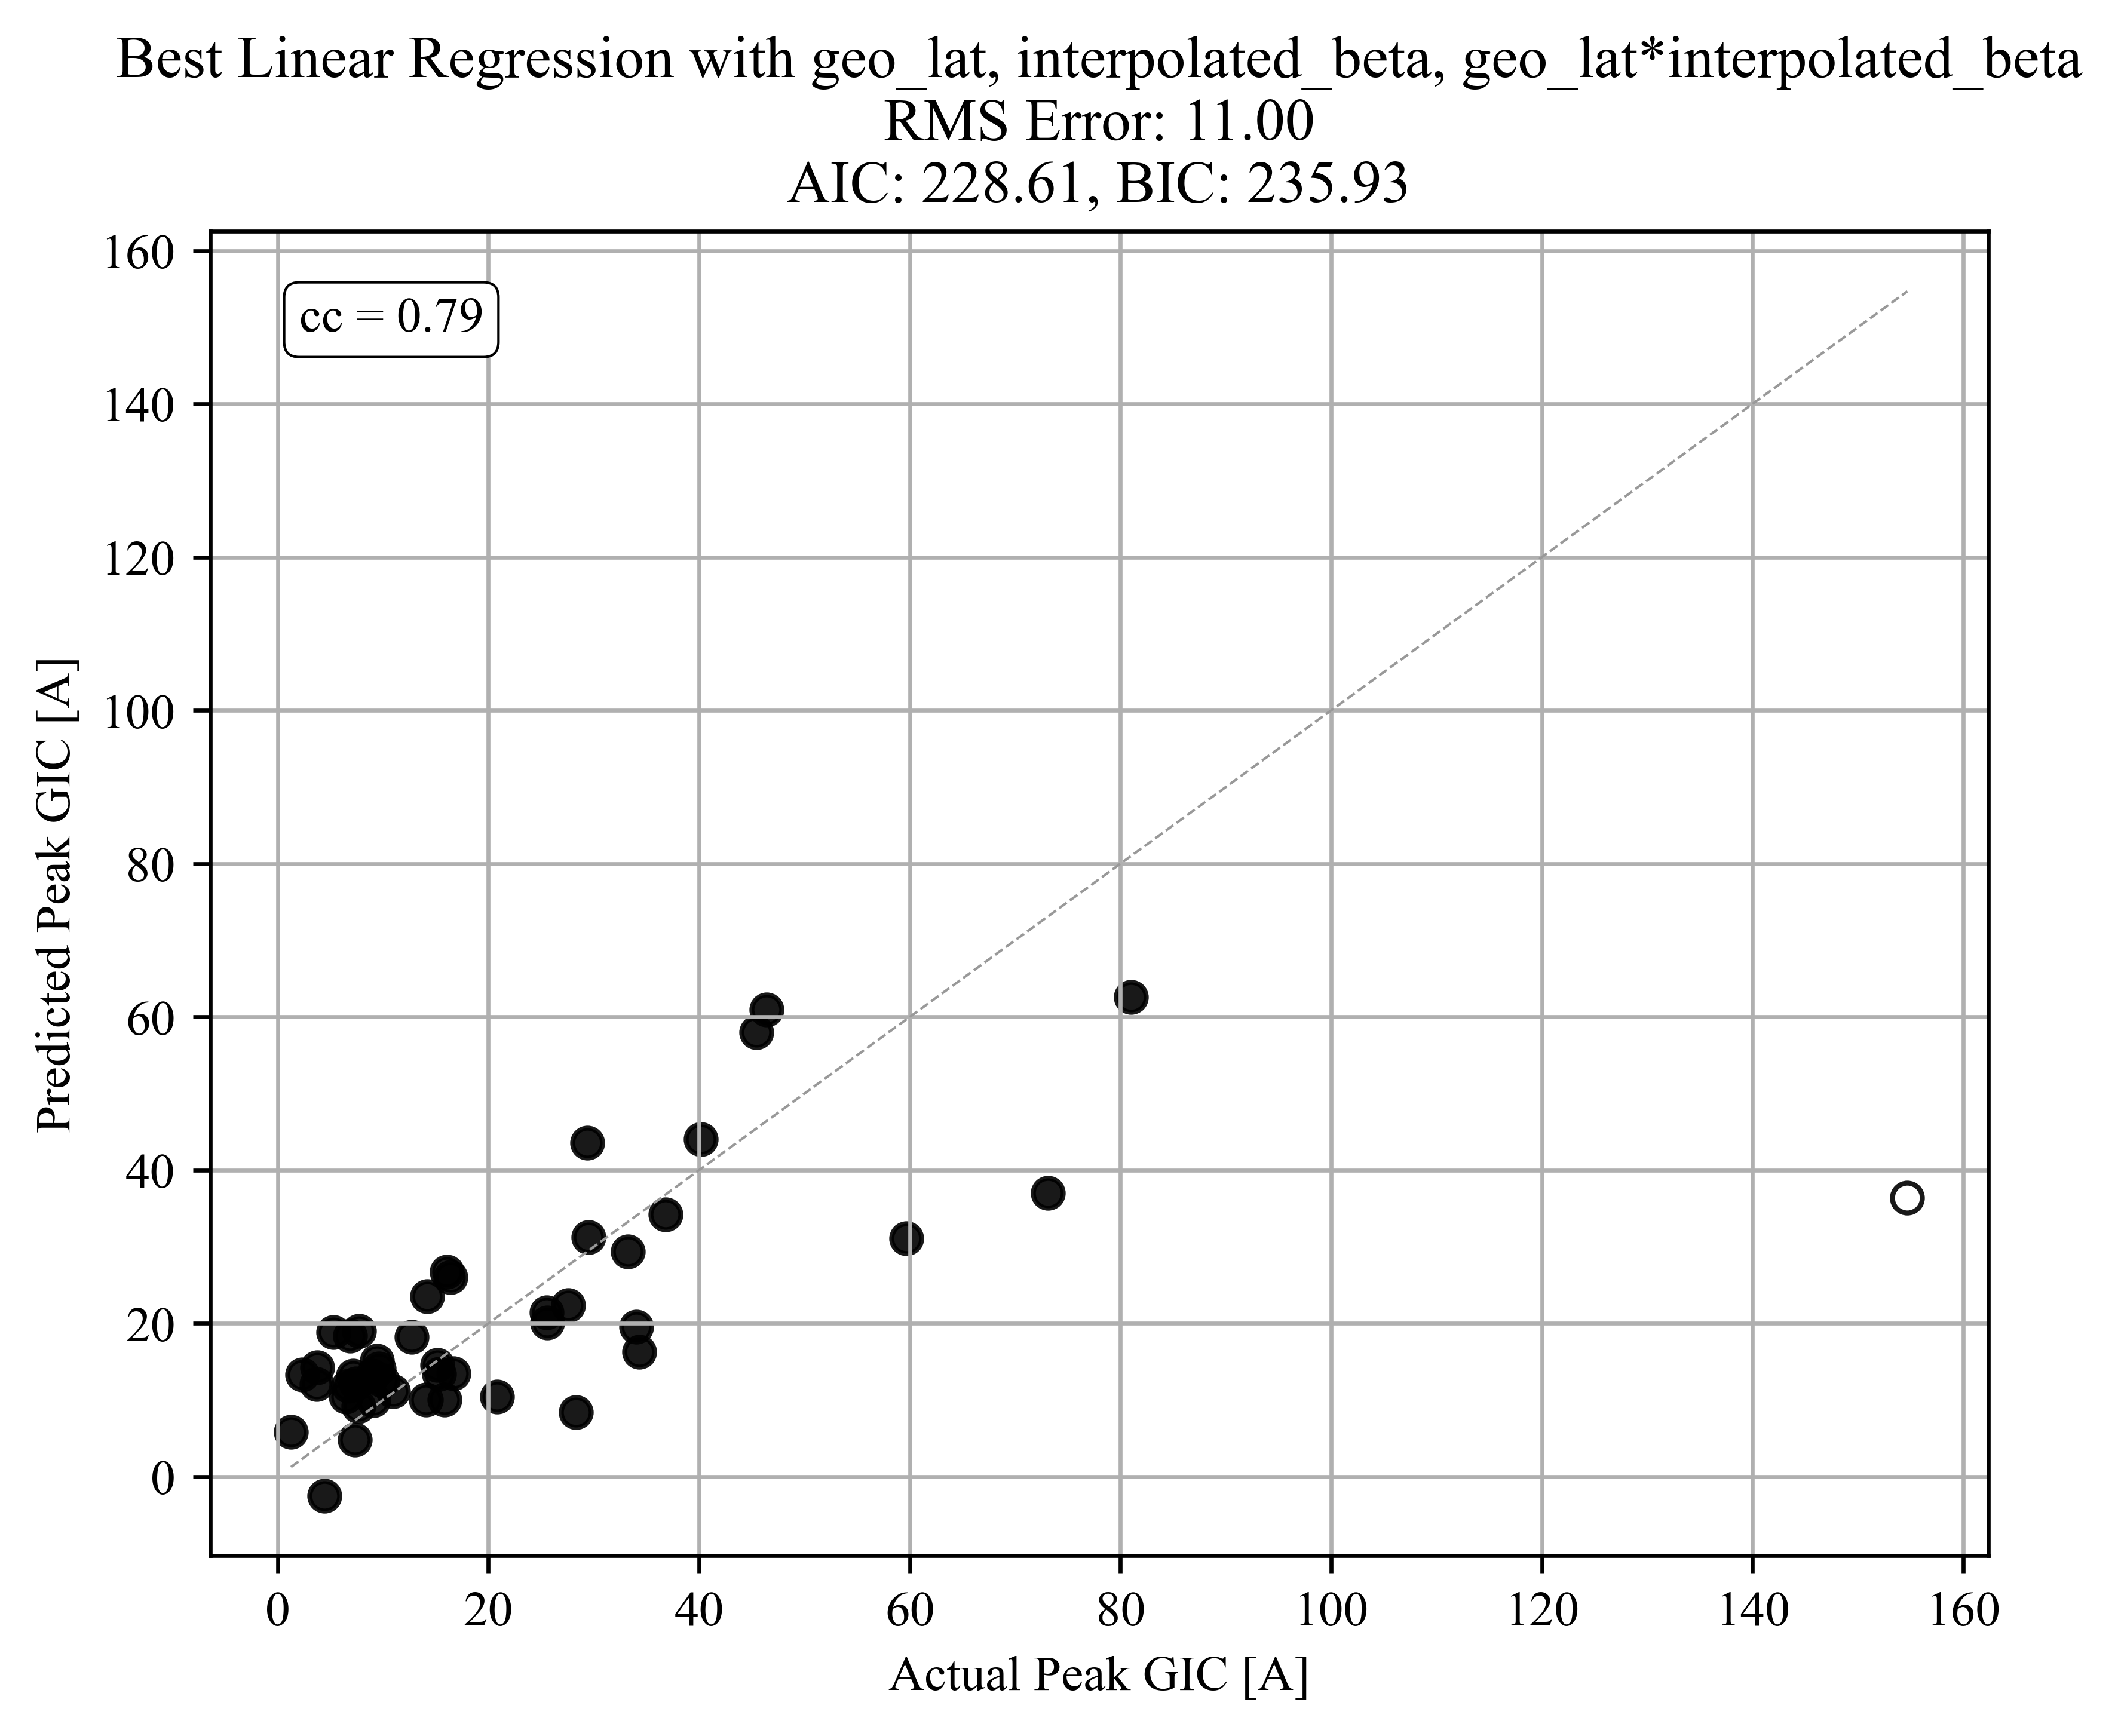 Best Linear Regression with geo_lat, interpolated_beta, geo_lat*interpolated_beta
RMS Error: 11.00
AIC: 228.61, BIC: 235.93
cc = 0.79
Predicted Peak GIC [A]
160
140
120
100
80
60
40
20
0
0 20 40 60 80 100 120 140 160
Actual Peak GIC [A]